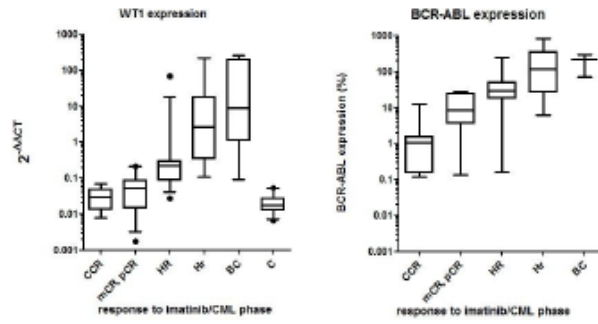 WT1 expression
2^-ΔΔCT
1000
100
10
1
0.1
0.01
0.001
CCR
mCR, pCR
HR
Hr
BC
C
response to imatinib/CML phase
BCR-ABL expression
BCR-ABL expression (%)
1000
100
10
1
0.1
0.01
0.001
CCR
mCR, pCR
HR
Hr
BC
response to imatinib/CML phase